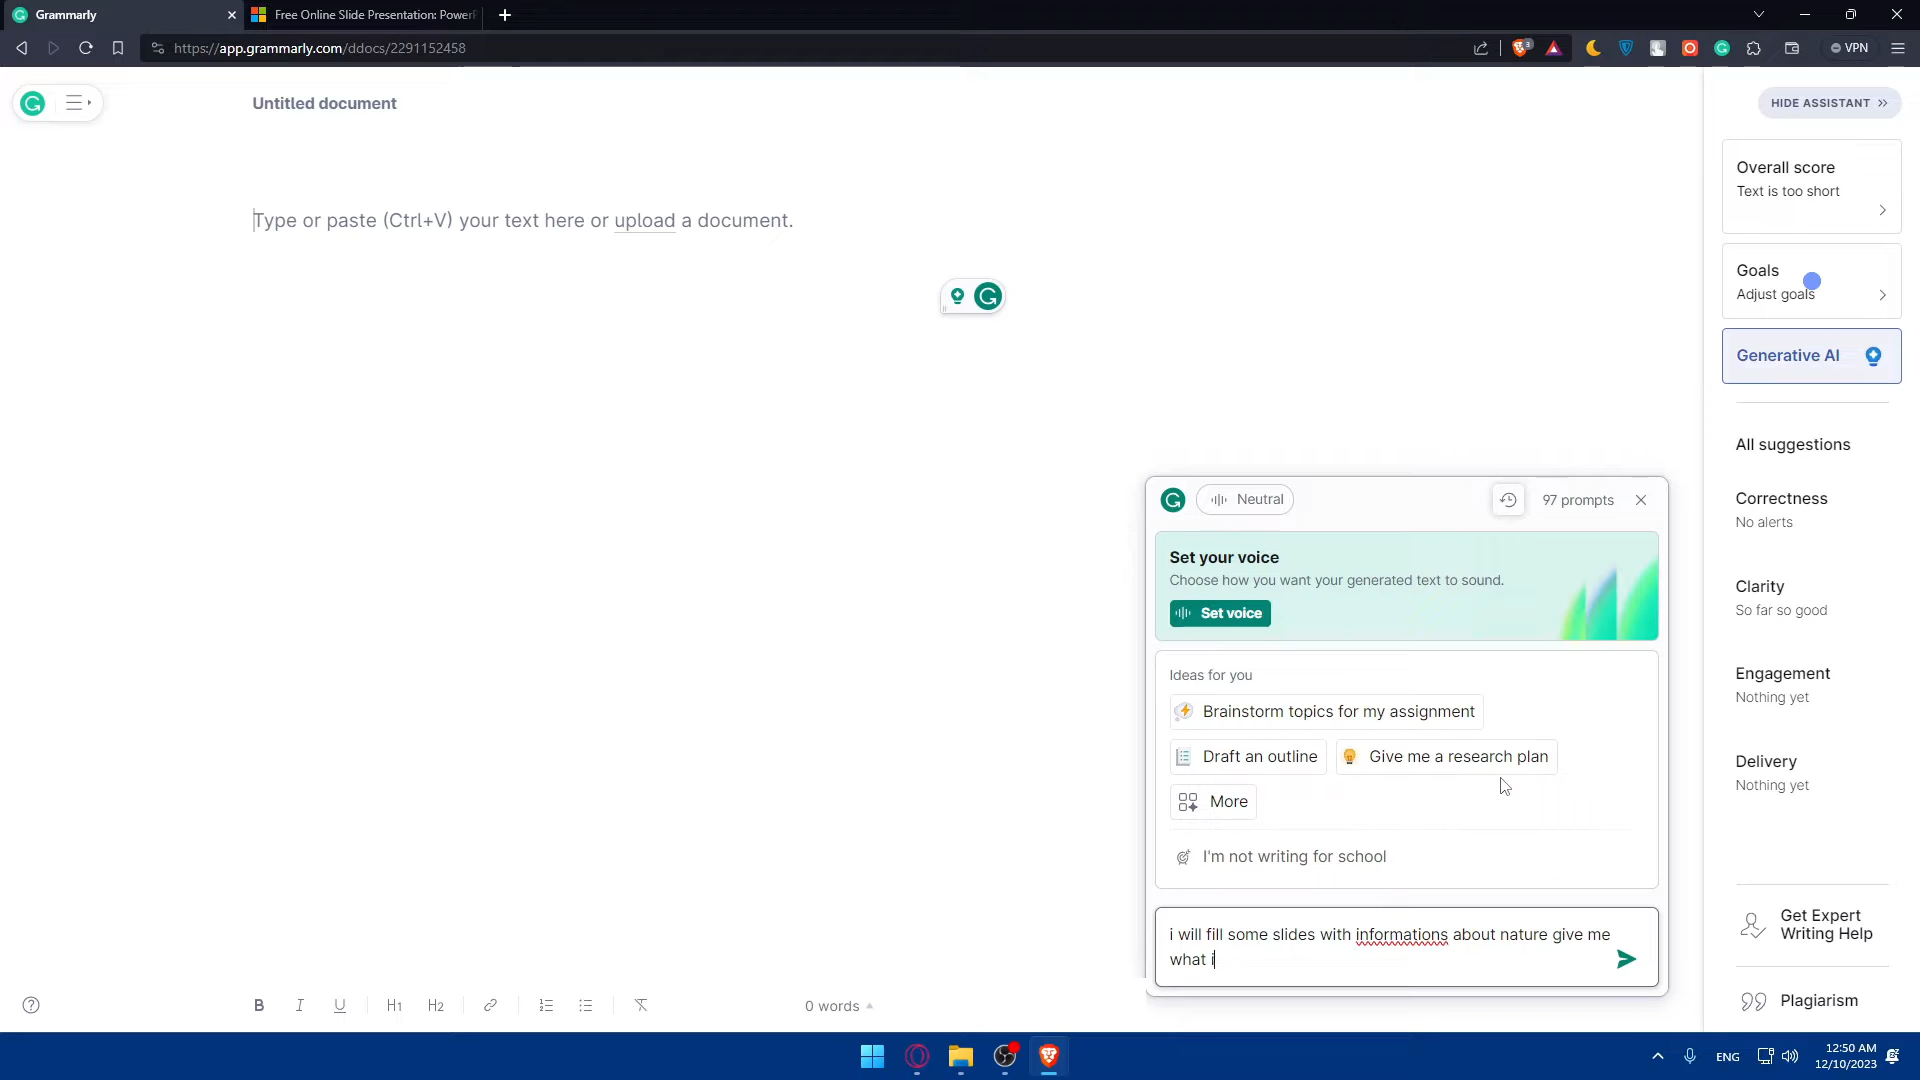 Grammarly
Free Online Slide Presentation: Power
https://app.grammarly.com/ddocs/2291152458
3
VPN
Untitled document
HIDE ASSISTANT
Type or paste (Ctrl+V) your text here or upload a document.
Overall score
Text is too short
Goals
Adjust goals
Generative AI
All suggestions
Correctness
No alerts
Clarity
So far so good
Engagement
Nothing yet
Delivery
Nothing yet
Get Expert
Writing Help
Plagiarism
Neutral
97 prompts
Set your voice
Choose how you want your generated text to sound.
Set voice
Ideas for you
Brainstorm topics for my assignment
Draft an outline
Give me a research plan
More
I'm not writing for school
i will fill some slides with informations about nature give me
what i
B
I
U
H1
H2
0 words
ENG
12:50 AM
12/10/2023